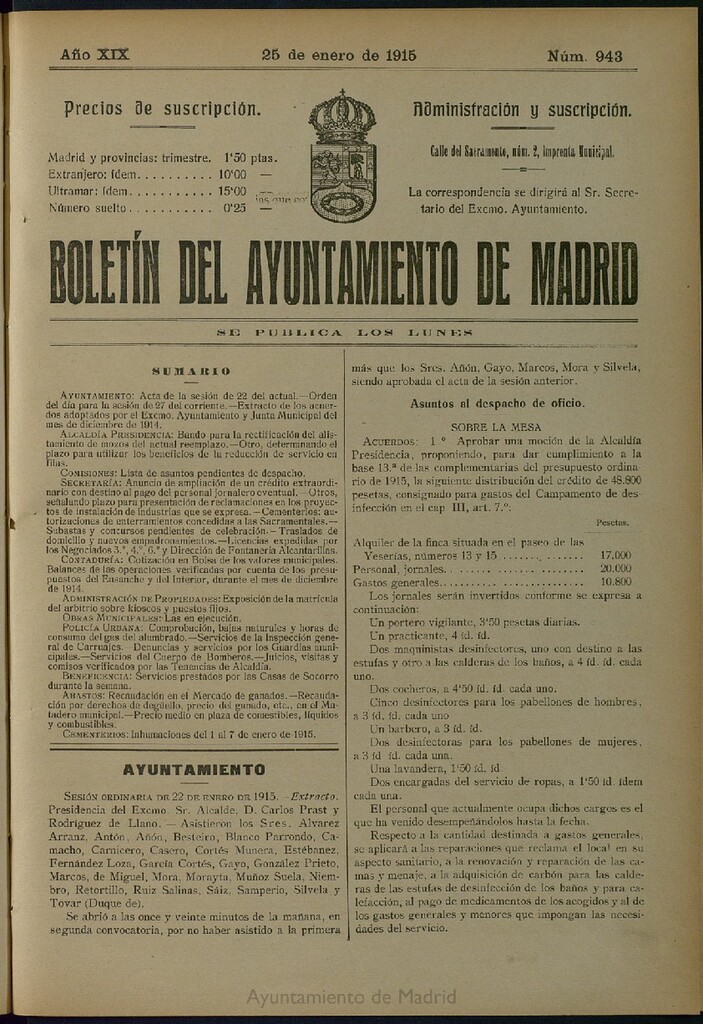 Año XIX
25 de enero de 1915
Núm. 943
Precios de suscripción.
Madrid y provincias: trimestre. 1'50 ptas.
Extranjero: ídem.......... 10'00 —
Ultramar: ídem.......... 15'00 —
Número suelto........... 0'25 —
Administración y suscripción.
Calle del Sacramento, núm. 2, imprenta Municipal.
La correspondencia se dirigirá al Sr. Secre-
tario del Excmo. Ayuntamiento.
BOLETÍN DEL AYUNTAMIENTO DE MADRID
SE PUBLICA LOS LUNES
SUMARIO
AYUNTAMIENTO: Acta de la sesión de 22 del actual.—Orden
del día para la sesión de 27 del corriente.—Extracto de los acuer-
dos adoptados por el Excmo. Ayuntamiento y Junta Municipal del
mes de diciembre de 1914.
ALCALDÍA PRESIDENCIA: Bando para la rectificación del alis-
tamiento de mozos del actual reemplazo.—Otro, determinando el
plazo para utilizar los beneficios de la reducción de servicio en
filas.
COMISIONES: Lista de asuntos pendientes de despacho.
SECRETARÍA: Anuncio de ampliación de un crédito extraordi-
nario con destino al pago del personal jornalero eventual.—Otros,
señalando plazo para presentación de reclamaciones en los proyec-
tos de instalación de industrias que se expresa.—Cementerios: au-
torizaciones de enterramientos concedidas a las Sacramentales.—
Subastas y concursos pendientes de celebración.—Traslados de
domicilio y nuevos empadronamientos.—Licencias expedidas por
los Negociados 3.º, 4.º, 6.º y Dirección de Fontanería Alcantarillas.
CONTADURÍA: Cotización en Bolsa de los valores municipales.
Balances de las operaciones verificadas por cuenta de los presu-
puestos del Ensanche y del Interior, durante el mes de diciembre
de 1914.
ADMINISTRACIÓN DE PROPIEDADES: Exposición de la matrícula
del arbitrio sobre kioscos y puestos fijos.
OBRAS MUNICIPALES: Las en ejecución.
POLICÍA URBANA: Comprobación, bajas naturales y horas de
consumo del gas del alumbrado.—Servicios de la Inspección gene-
ral de Carruajes. Denuncias y servicios por los Guardias muni-
cipales.—Servicios del Cuerpo de Bomberos.—Juicios, visitas y
comisos verificados por las Tenencias de Alcaldía.
BENEFICENCIA: Servicios prestados por las Casas de Socorro
durante la semana.
ABASTOS: Recaudación en el Mercado de ganados.—Recauda-
ción por derechos de degüello, precio del ganado, etc., en el Ma-
tadero municipal.—Precio medio en plaza de comestibles, líquidos
y combustibles.
CEMENTERIOS: Inhumaciones del 1 al 7 de enero de 1915.
AYUNTAMIENTO
SESIÓN ORDINARIA DE 22 DE ENERO DE 1915. —Extracto.
Presidencia del Excmo. Sr. Alcalde, D. Carlos Prast y
Rodríguez de Llano. — Asistieron los Sres. Alvarez
Arranz, Antón, Añón, Besteiro, Blanco Parrondo, Ca-
macho, Carnicero, Casero, Cortés Munera, Estébanez,
Fernández Loza, García Cortés, Gayo, González Prieto,
Marcos, de Miguel, Mora, Morayta, Muñoz Suela, Niem-
bro, Retortillo, Ruiz Salinas, Sáiz, Samperio, Silvela y
Tovar (Duque de).
Se abrió a las once y veinte minutos de la mañana, en
segunda convocatoria, por no haber asistido a la primera
más que los Sres. Añón, Gayo, Marcos, Mora y Silvela,
siendo aprobada el acta de la sesión anterior.
Asuntos al despacho de oficio.
SOBRE LA MESA
ACUERDOS: 1 º Aprobar una moción de la Alcaldía
Presidencia, proponiendo, para dar cumplimiento a la
base 13.ª de las complementarias del presupuesto ordina-
rio de 1915, la siguiente distribución del crédito de 48.800
pesetas, consignado para gastos del Campamento de des-
infección en el cap III, art. 7.º:
Pesetas.
Alquiler de la finca situada en el paseo de las
Yeserías, números 13 y 15 .............. 17.000
Personal, jornales.................... 20.000
Gastos generales..................... 10.800
Los jornales serán invertidos conforme se expresa a
continuación:
Un portero vigilante, 3'50 pesetas diarias.
Un practicante, 4 íd. íd.
Dos maquinistas desinfectores, uno con destino a las
estufas y otro a las calderas de los baños, a 4 íd. íd. cada
uno.
Dos cocheros, a 4'50 íd. íd. cada uno.
Cinco desinfectores para los pabellones de hombres,
a 3 íd. íd. cada uno
Un barbero, a 3 íd. íd.
Dos desinfectoras para los pabellones de mujeres,
a 3 íd íd. cada una.
Una lavandera, 1'50 íd. íd
Dos encargadas del servicio de ropas, a 1'50 íd. ídem
cada una.
El personal que actualmente ocupa dichos cargos es el
que ha venido desempeñándolos hasta la fecha.
Respecto a la cantidad destinada a gastos generales,
se aplicará a las reparaciones que reclama el local en su
aspecto sanitario, a la renovación y reparación de las ca-
mas y menaje, a la adquisición de carbón para las calde-
ras de las estufas de desinfección de los baños y para ca-
lefacción, al pago de medicamentos de los acogidos y al de
los gastos generales y menores que impongan las necesi-
dades del servicio.
Ayuntamiento de Madrid